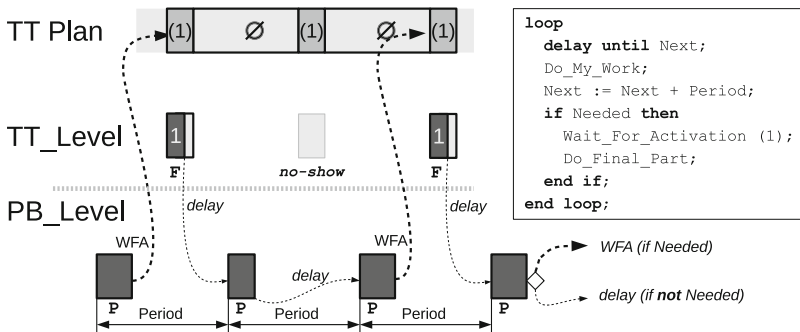 TT Plan
(1)
∅
(1)
∅
(1)
TT_Level
1
F
no-show
1
F
PB_Level
delay
delay
WFA
delay
WFA
WFA (if Needed)
delay (if not Needed)
P
P
P
P
Period
Period
Period
loop
delay until Next;
Do_My_Work;
Next := Next + Period;
if Needed then
Wait_For_Activation (1);
Do_Final_Part;
end if;
end loop;